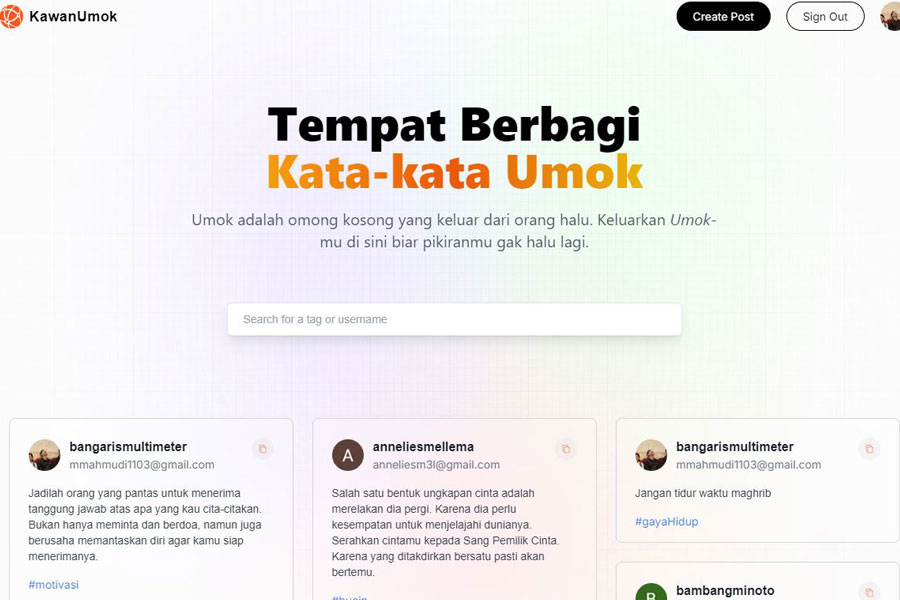 KawanUmok
Create Post
Sign Out
Tempat Berbagi
Kata-kata Umok
Umok adalah omong kosong yang keluar dari orang halu. Keluarkan Umok-
mu di sini biar pikiranmu gak halu lagi.
Search for a tag or username
bangarismultimeter
mmahmudi1103@gmail.com
Jadilah orang yang pantas untuk menerima
tanggung jawab atas apa yang kau cita-citakan.
Bukan hanya meminta dan berdoa, namun juga
berusaha memantaskan diri agar kamu siap
menerimanya.
#motivasi
A
anneliesmellema
anneliesm3l@gmail.com
Salah satu bentuk ungkapan cinta adalah
merelakan dia pergi. Karena dia perlu
kesempatan untuk menjelajahi dunianya.
Serahkan cintamu kepada Sang Pemilik Cinta.
Karena yang ditakdirkan bersatu pasti akan
bertemu.
bangarismultimeter
mmahmudi1103@gmail.com
Jangan tidur waktu maghrib
#gayaHidup
B
bambangminoto